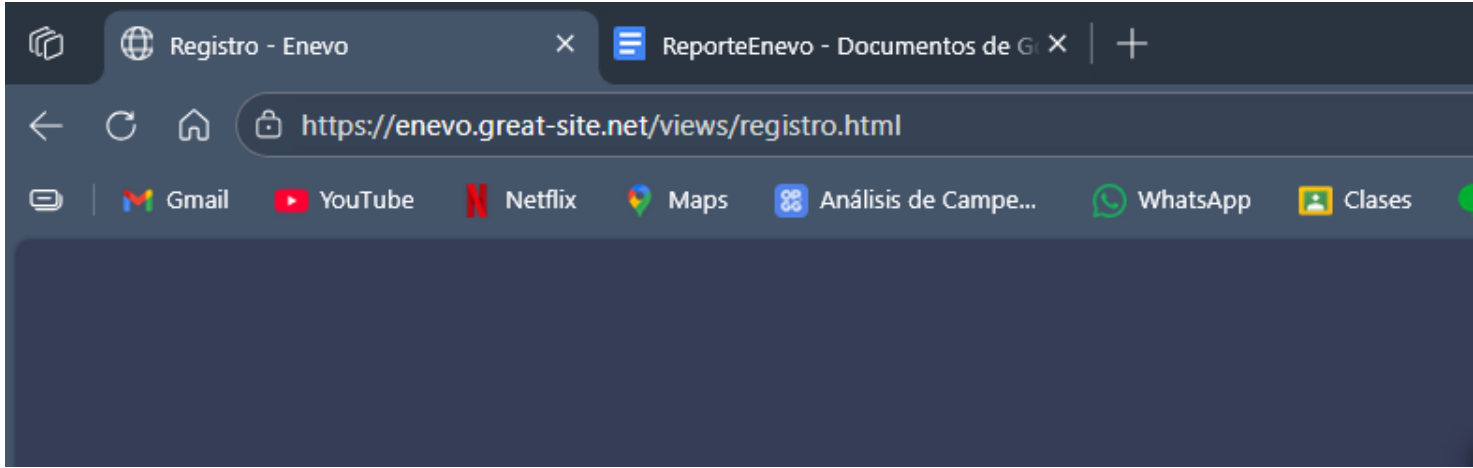 Registro - Enevo
ReporteEnevo - Documentos de G
https://enevo.great-site.net/views/registro.html
Gmail YouTube Netflix Maps Análisis de Campe... WhatsApp Clases